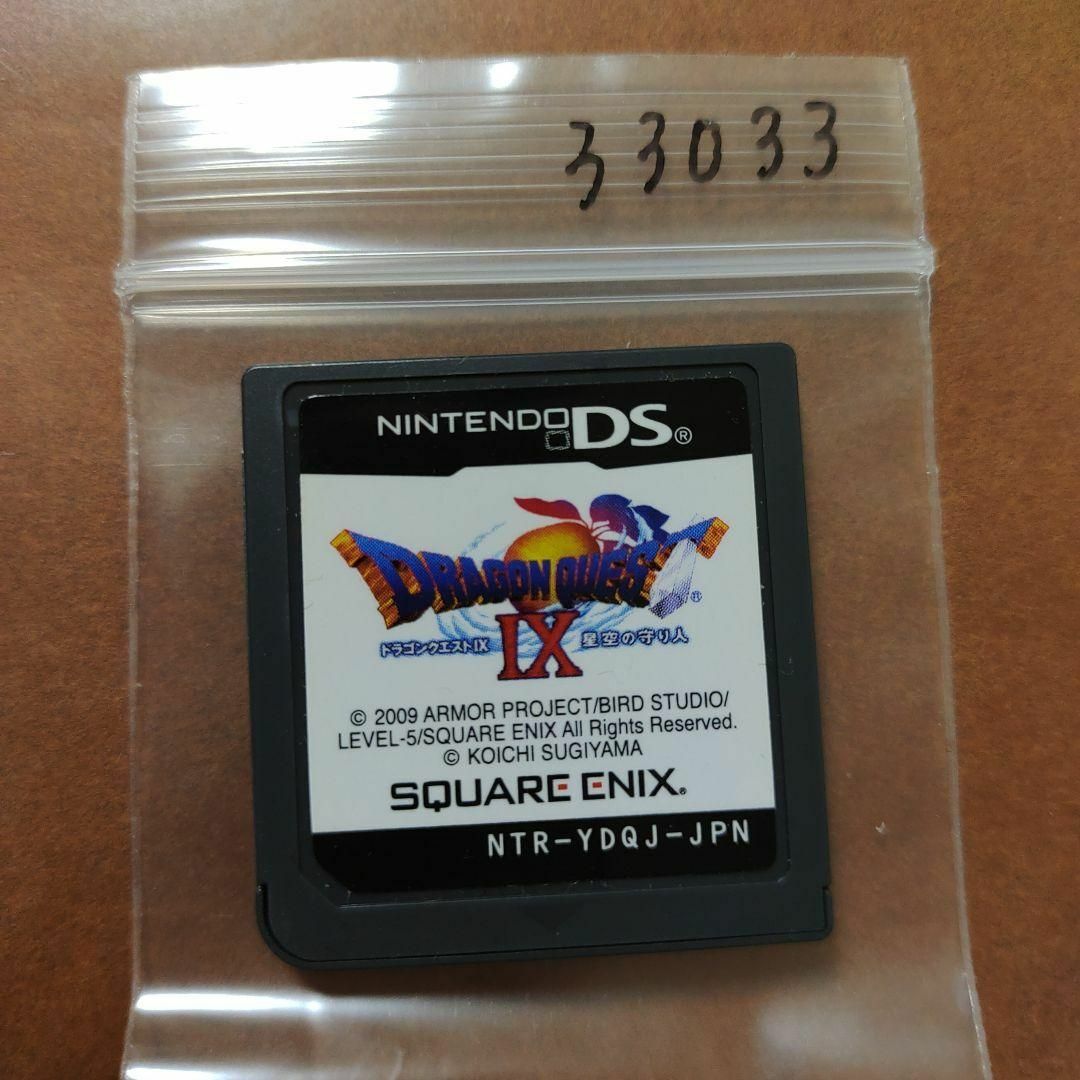 33033
NINTENDO DS®
DRAGON QUEST®
IX
ドラゴンクエストIX 星空の守り人
© 2009 ARMOR PROJECT/BIRD STUDIO/
LEVEL-5/SQUARE ENIX All Rights Reserved.
© KOICHI SUGIYAMA
SQUARE ENIX®
NTR-YDQJ-JPN